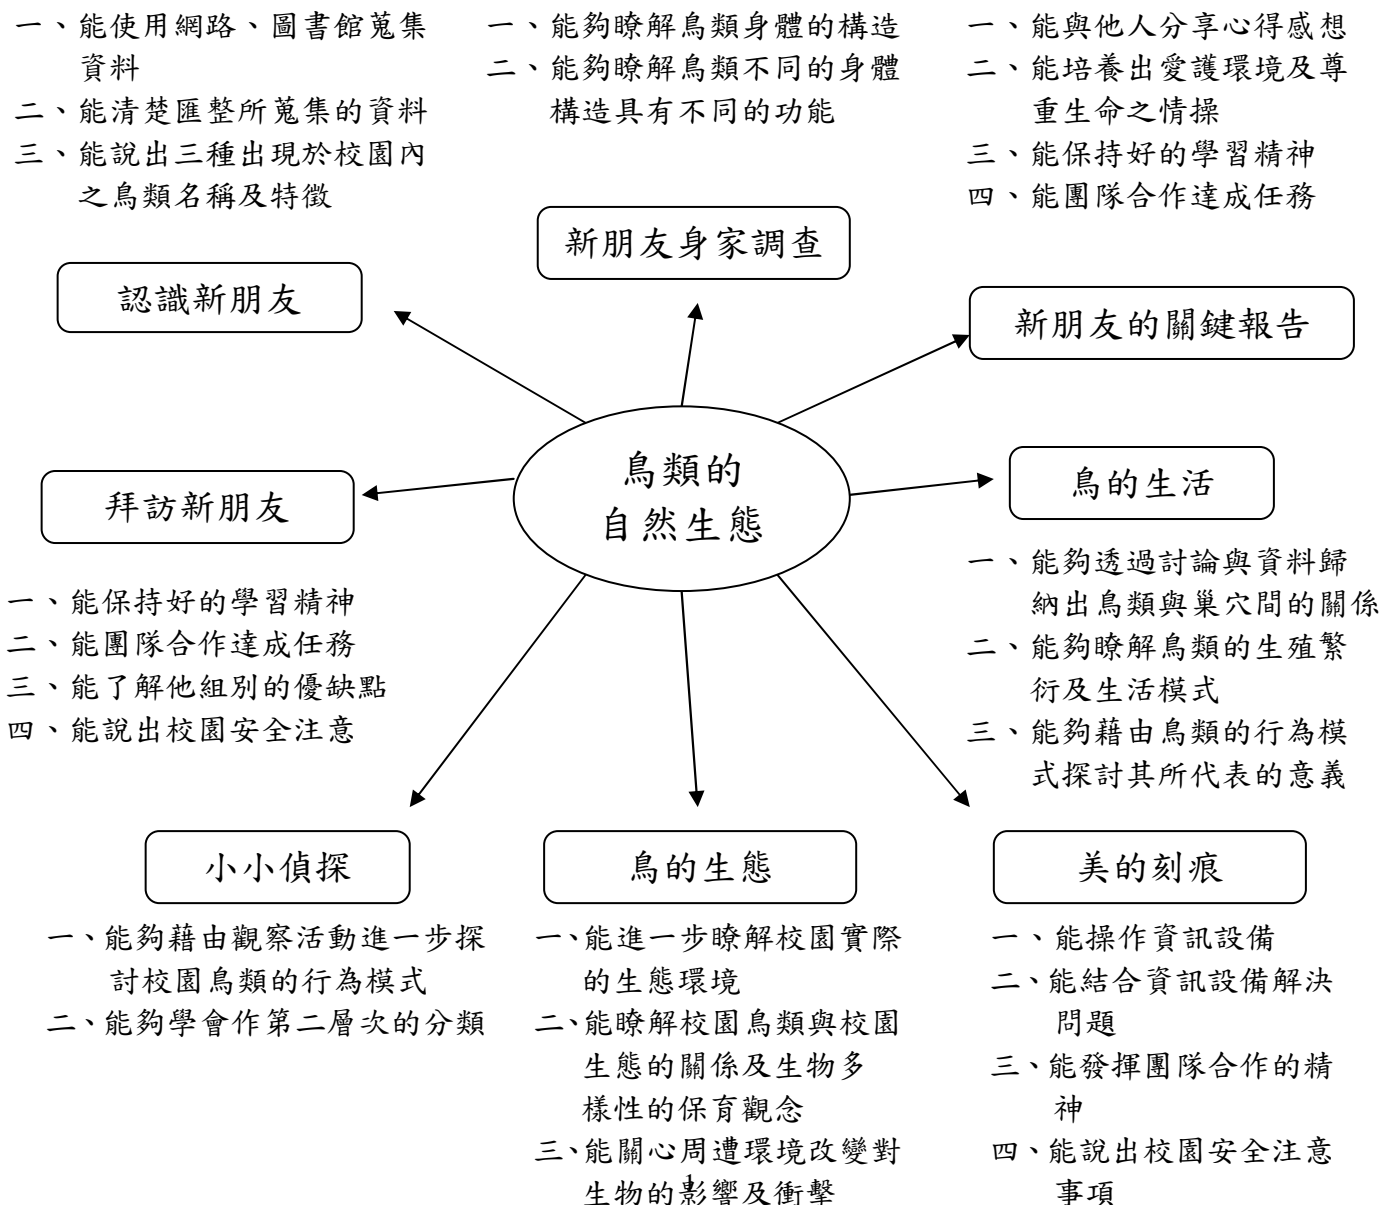 一、能使用網路、圖書館蒐集
資料
二、能清楚匯整所蒐集的資料
三、能說出三種出現於校園內
之鳥類名稱及特徵
一、能夠瞭解鳥類身體的構造
二、能夠瞭解鳥類不同的身體
構造具有不同的功能
一、能與他人分享心得感想
二、能培養出愛護環境及尊
重生命之情操
三、能保持好的學習精神
四、能團隊合作達成任務
新朋友身家調查
認識新朋友
新朋友的關鍵報告
鳥類的
自然生態
拜訪新朋友
鳥的生活
一、能保持好的學習精神
二、能團隊合作達成任務
三、能了解他組別的優缺點
四、能說出校園安全注意
一、能夠透過討論與資料歸
納出鳥類與巢穴間的關係
二、能夠瞭解鳥類的生殖繁
衍及生活模式
三、能夠藉由鳥類的行為模
式探討其所代表的意義
小小偵探
鳥的生態
美的刻痕
一、能夠藉由觀察活動進一步探
討校園鳥類的行為模式
二、能夠學會作第二層次的分類
一、能進一步瞭解校園實際
的生態環境
二、能瞭解校園鳥類與校園
生態的關係及生物多
樣性的保育觀念
三、能關心周遭環境改變對
生物的影響及衝擊
一、能操作資訊設備
二、能結合資訊設備解決
問題
三、能發揮團隊合作的精
神
四、能說出校園安全注意
事項
1